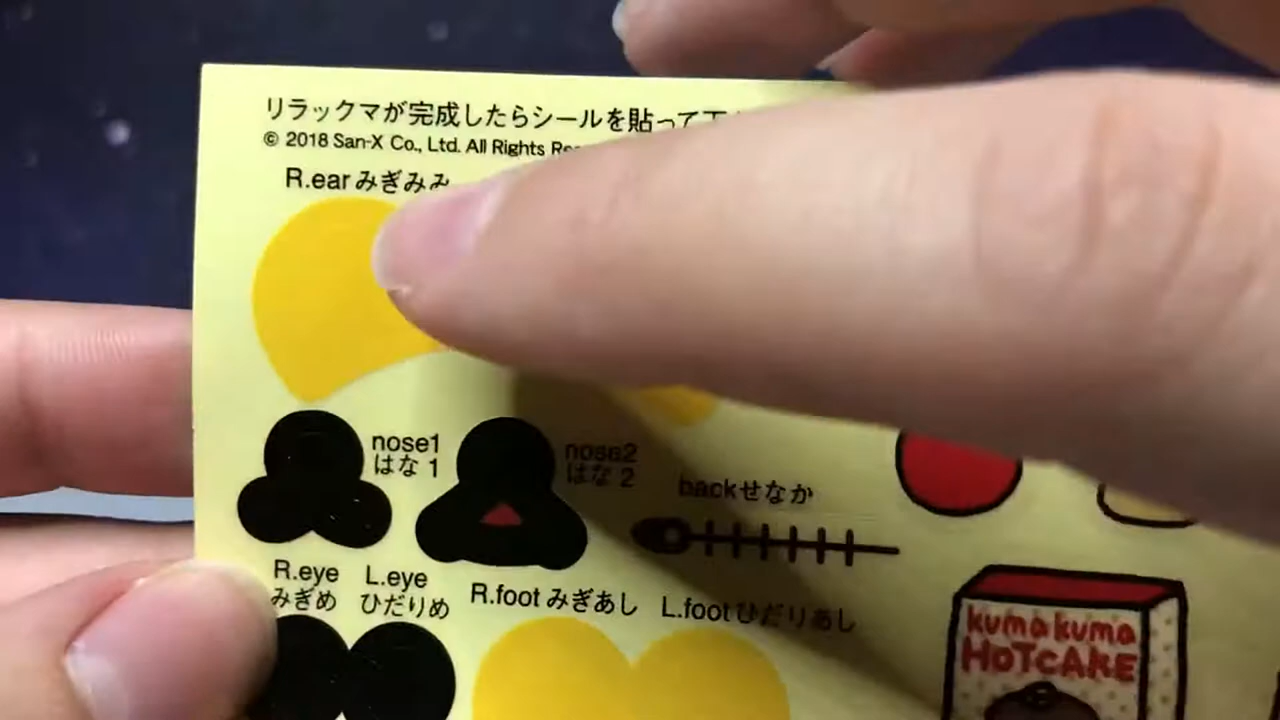 リラックマが完成したらシールを貼って下
© 2018 San-X Co., Ltd. All Rights
R.ear みぎみみ
nose1
はな 1
nose2
はな 2
back せなか
R.eye
みぎめ
L.eye
ひだりめ
R.foot みぎあし
L.foot ひだりあし
kuma kuma
HOTCAKE